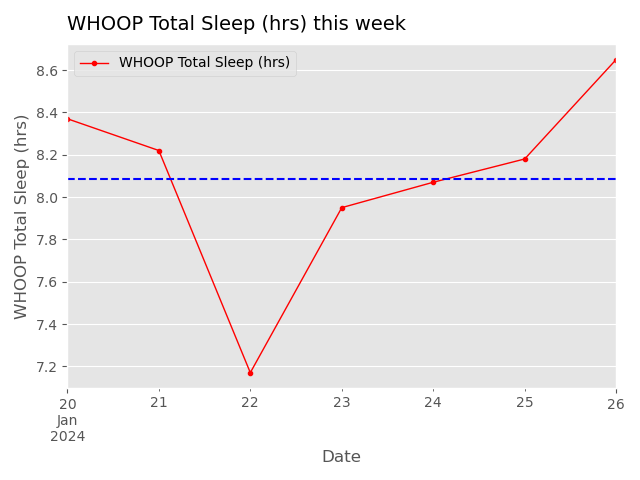 WHOOP Total Sleep (hrs) this week
WHOOP Total Sleep (hrs)
WHOOP Total Sleep (hrs)
8.6
8.4
8.2
8.0
7.8
7.6
7.4
7.2
20 21 22 23 24 25 26
Jan
2024
Date